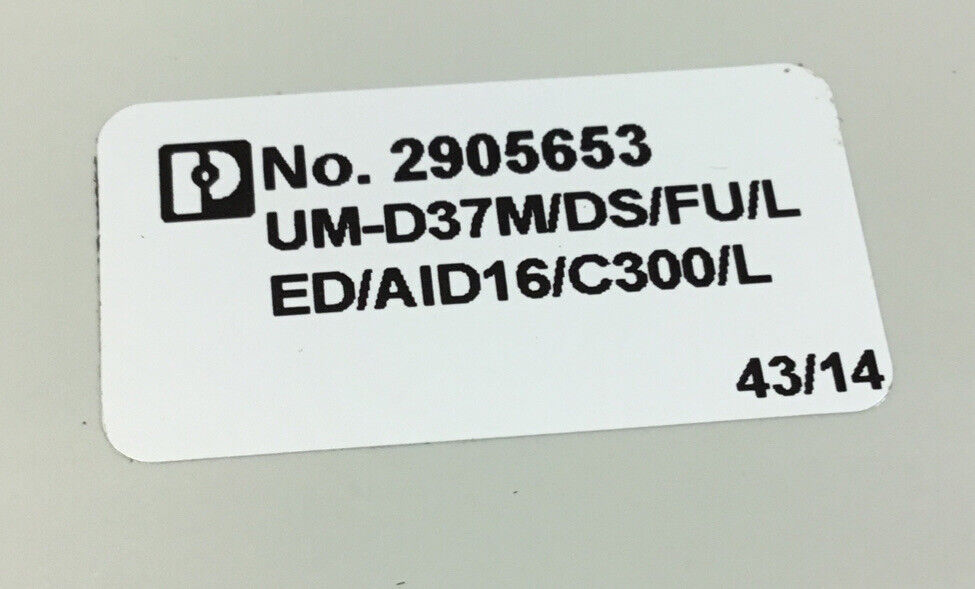 No. 2905653
UM-D37M/DS/FU/L
ED/AID16/C300/L
43/14